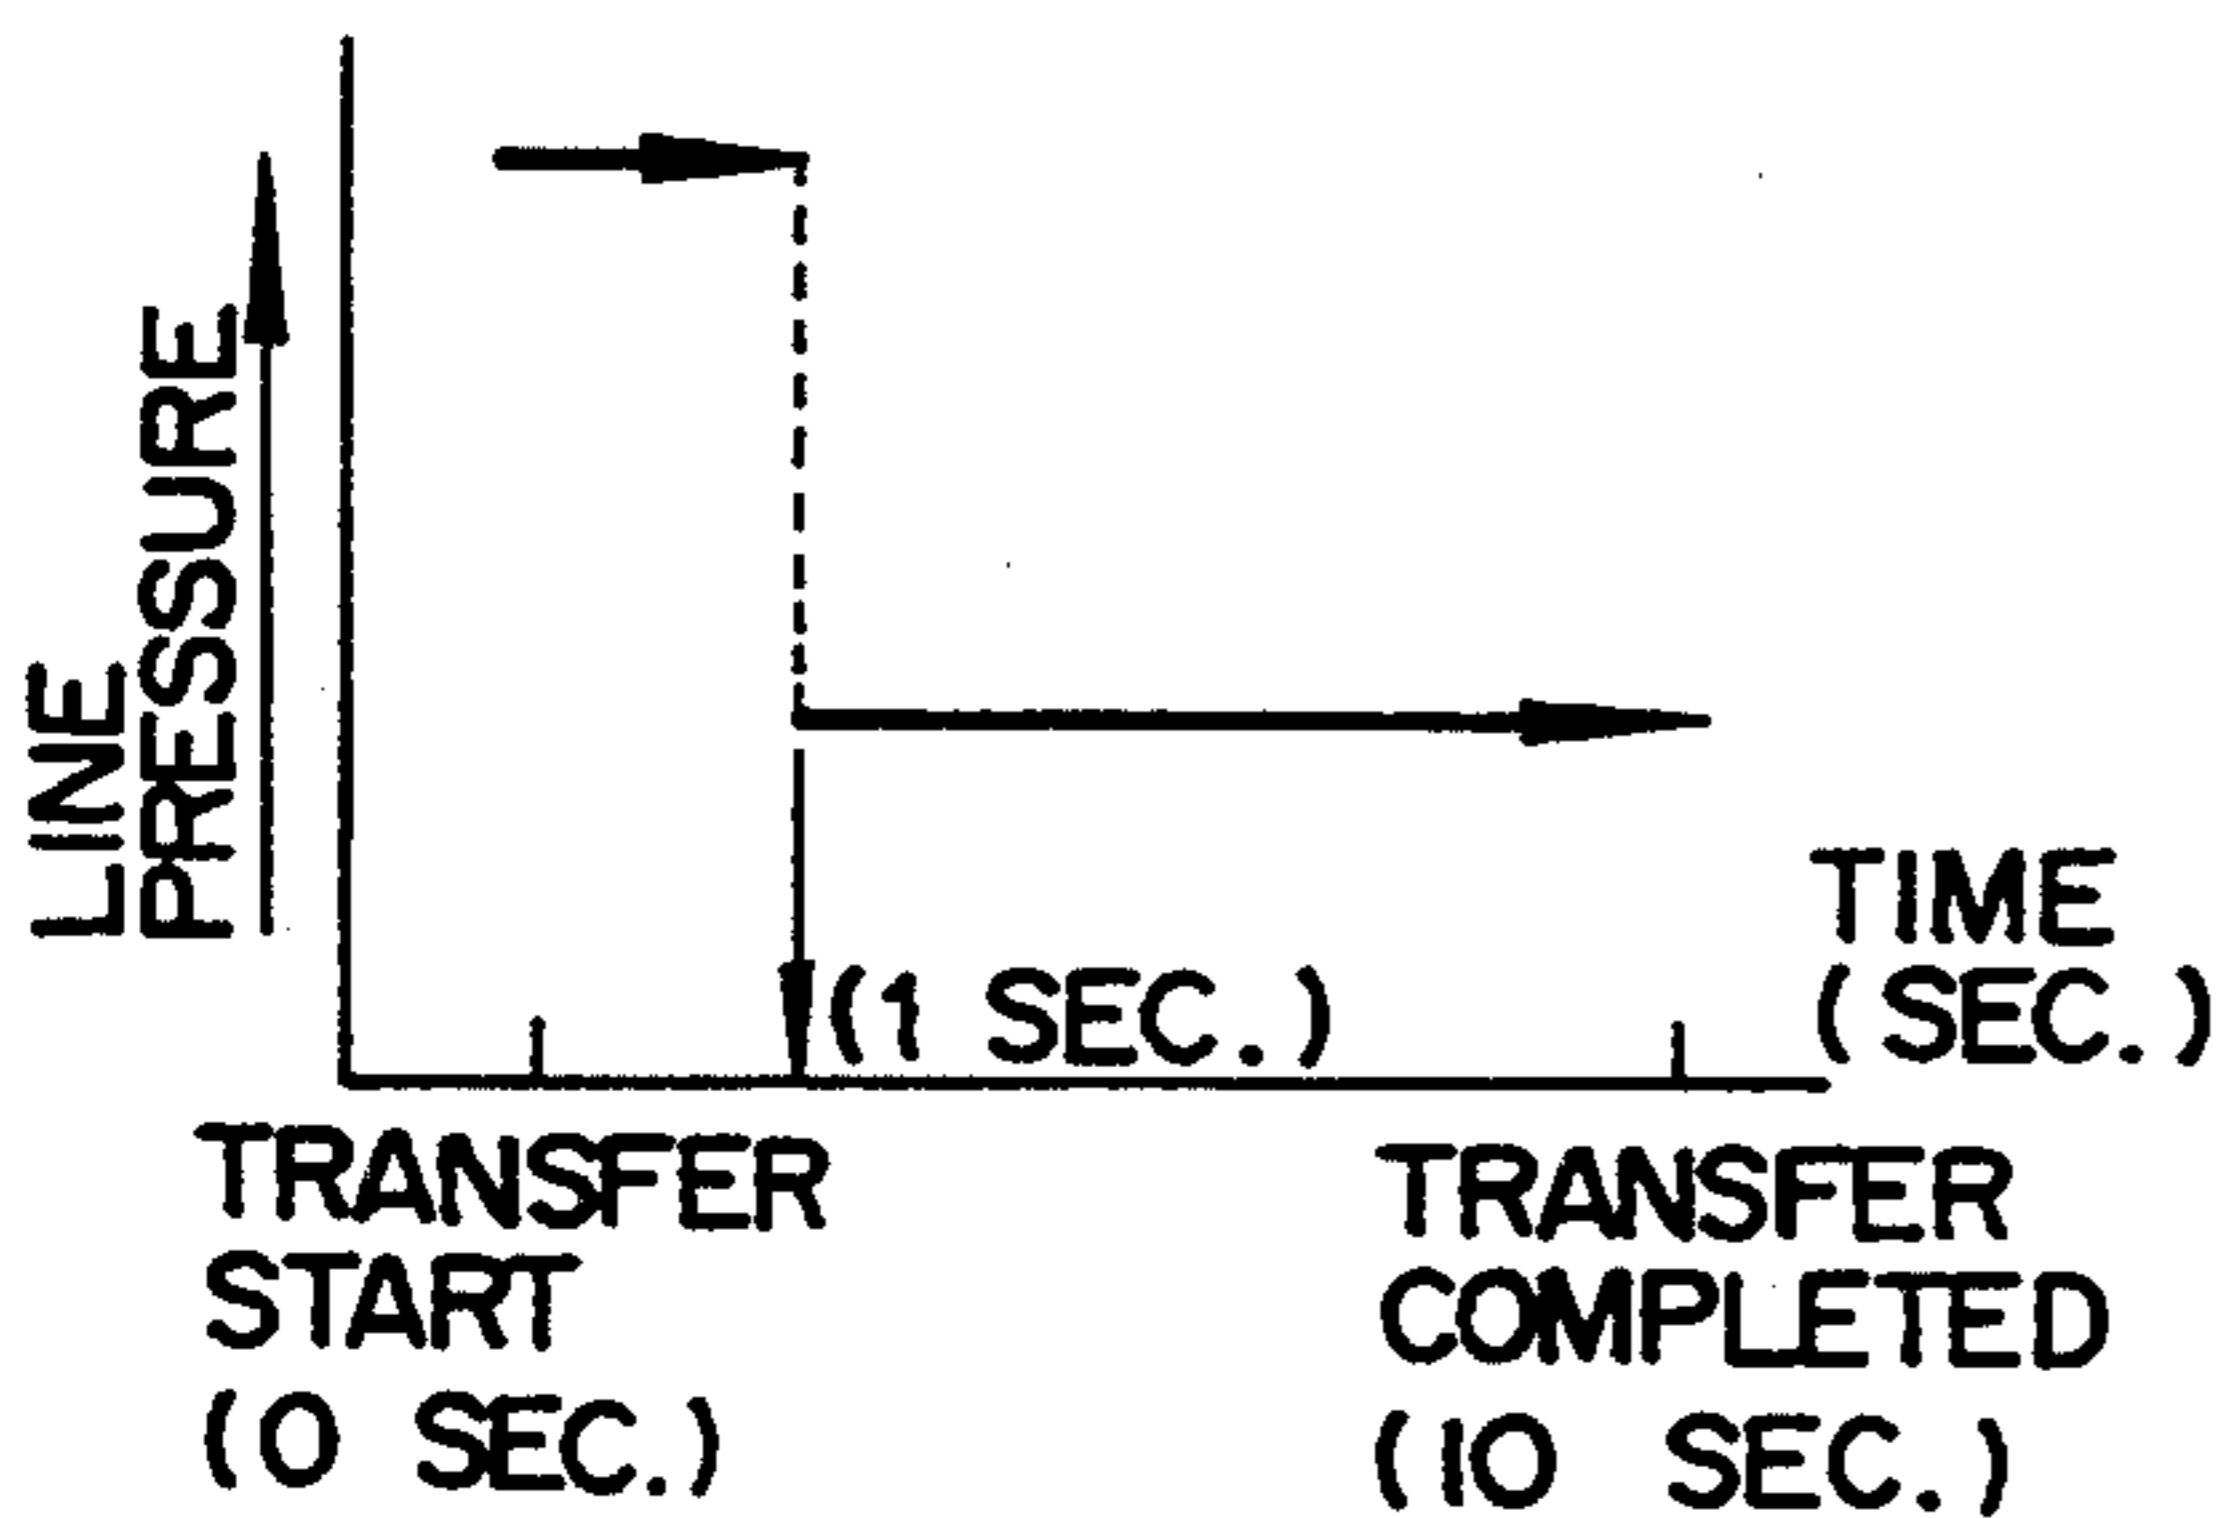 LINE
PRESSURE
(1 SEC.)
TIME
(SEC.)
TRANSFER
START
(0 SEC.)
TRANSFER
COMPLETED
(10 SEC.)